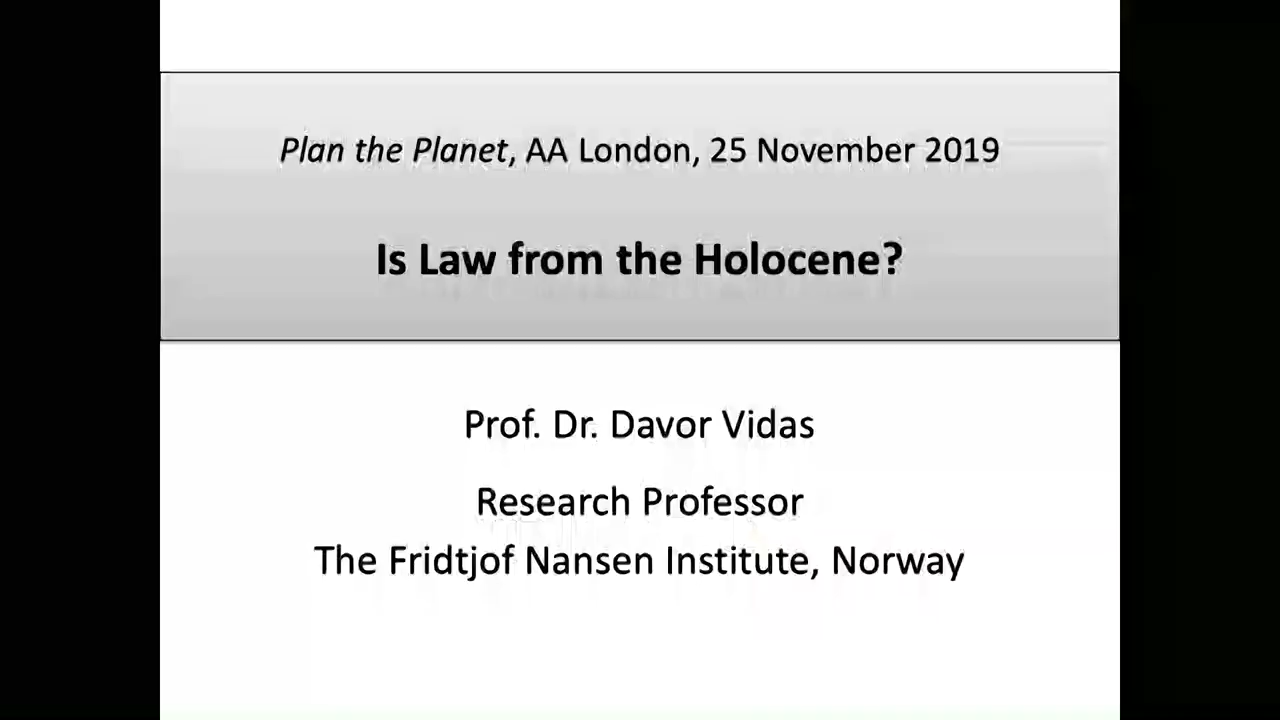 Plan the Planet, AA London, 25 November 2019
Is Law from the Holocene?
Prof. Dr. Davor Vidas
Research Professor
The Fridtjof Nansen Institute, Norway